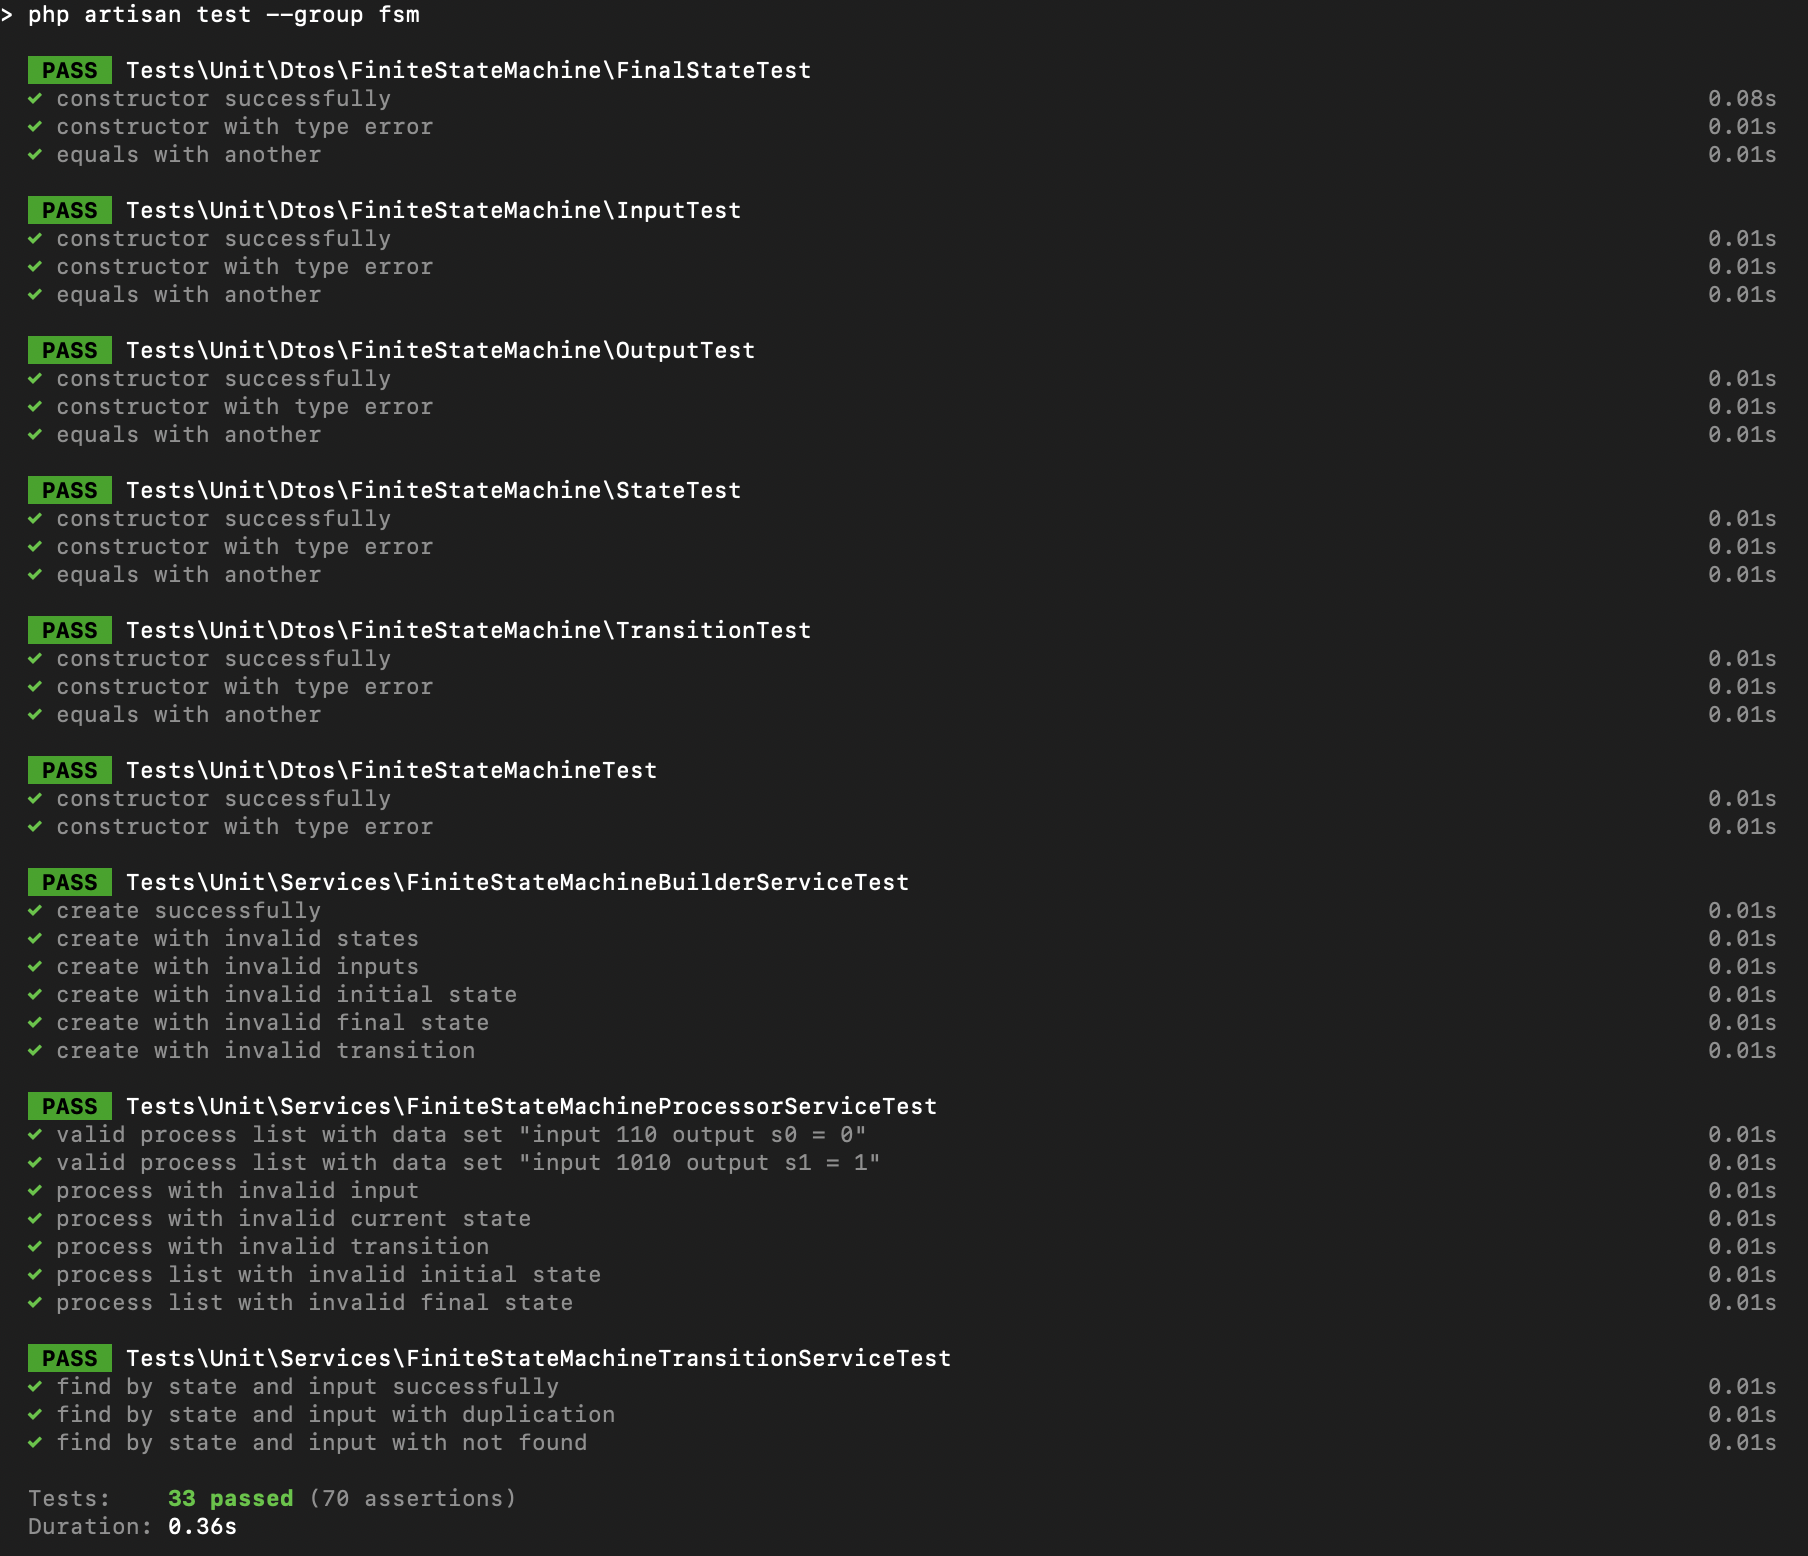 > php artisan test --group fsm
PASS Tests\Unit\Dtos\FiniteStateMachine\FinalStateTest
✓ constructor successfully 0.08s
✓ constructor with type error 0.01s
✓ equals with another 0.01s
PASS Tests\Unit\Dtos\FiniteStateMachine\InputTest
✓ constructor successfully 0.01s
✓ constructor with type error 0.01s
✓ equals with another 0.01s
PASS Tests\Unit\Dtos\FiniteStateMachine\OutputTest
✓ constructor successfully 0.01s
✓ constructor with type error 0.01s
✓ equals with another 0.01s
PASS Tests\Unit\Dtos\FiniteStateMachine\StateTest
✓ constructor successfully 0.01s
✓ constructor with type error 0.01s
✓ equals with another 0.01s
PASS Tests\Unit\Dtos\FiniteStateMachine\TransitionTest
✓ constructor successfully 0.01s
✓ constructor with type error 0.01s
✓ equals with another 0.01s
PASS Tests\Unit\Dtos\FiniteStateMachineTest
✓ constructor successfully 0.01s
✓ constructor with type error 0.01s
PASS Tests\Unit\Services\FiniteStateMachineBuilderServiceTest
✓ create successfully 0.01s
✓ create with invalid states 0.01s
✓ create with invalid inputs 0.01s
✓ create with invalid initial state 0.01s
✓ create with invalid final state 0.01s
✓ create with invalid transition 0.01s
PASS Tests\Unit\Services\FiniteStateMachineProcessorServiceTest
✓ valid process list with data set "input 110 output s0 = 0" 0.01s
✓ valid process list with data set "input 1010 output s1 = 1" 0.01s
✓ process with invalid input 0.01s
✓ process with invalid current state 0.01s
✓ process with invalid transition 0.01s
✓ process list with invalid initial state 0.01s
✓ process list with invalid final state 0.01s
PASS Tests\Unit\Services\FiniteStateMachineTransitionServiceTest
✓ find by state and input successfully 0.01s
✓ find by state and input with duplication 0.01s
✓ find by state and input with not found 0.01s
Tests: 33 passed (70 assertions)
Duration: 0.36s